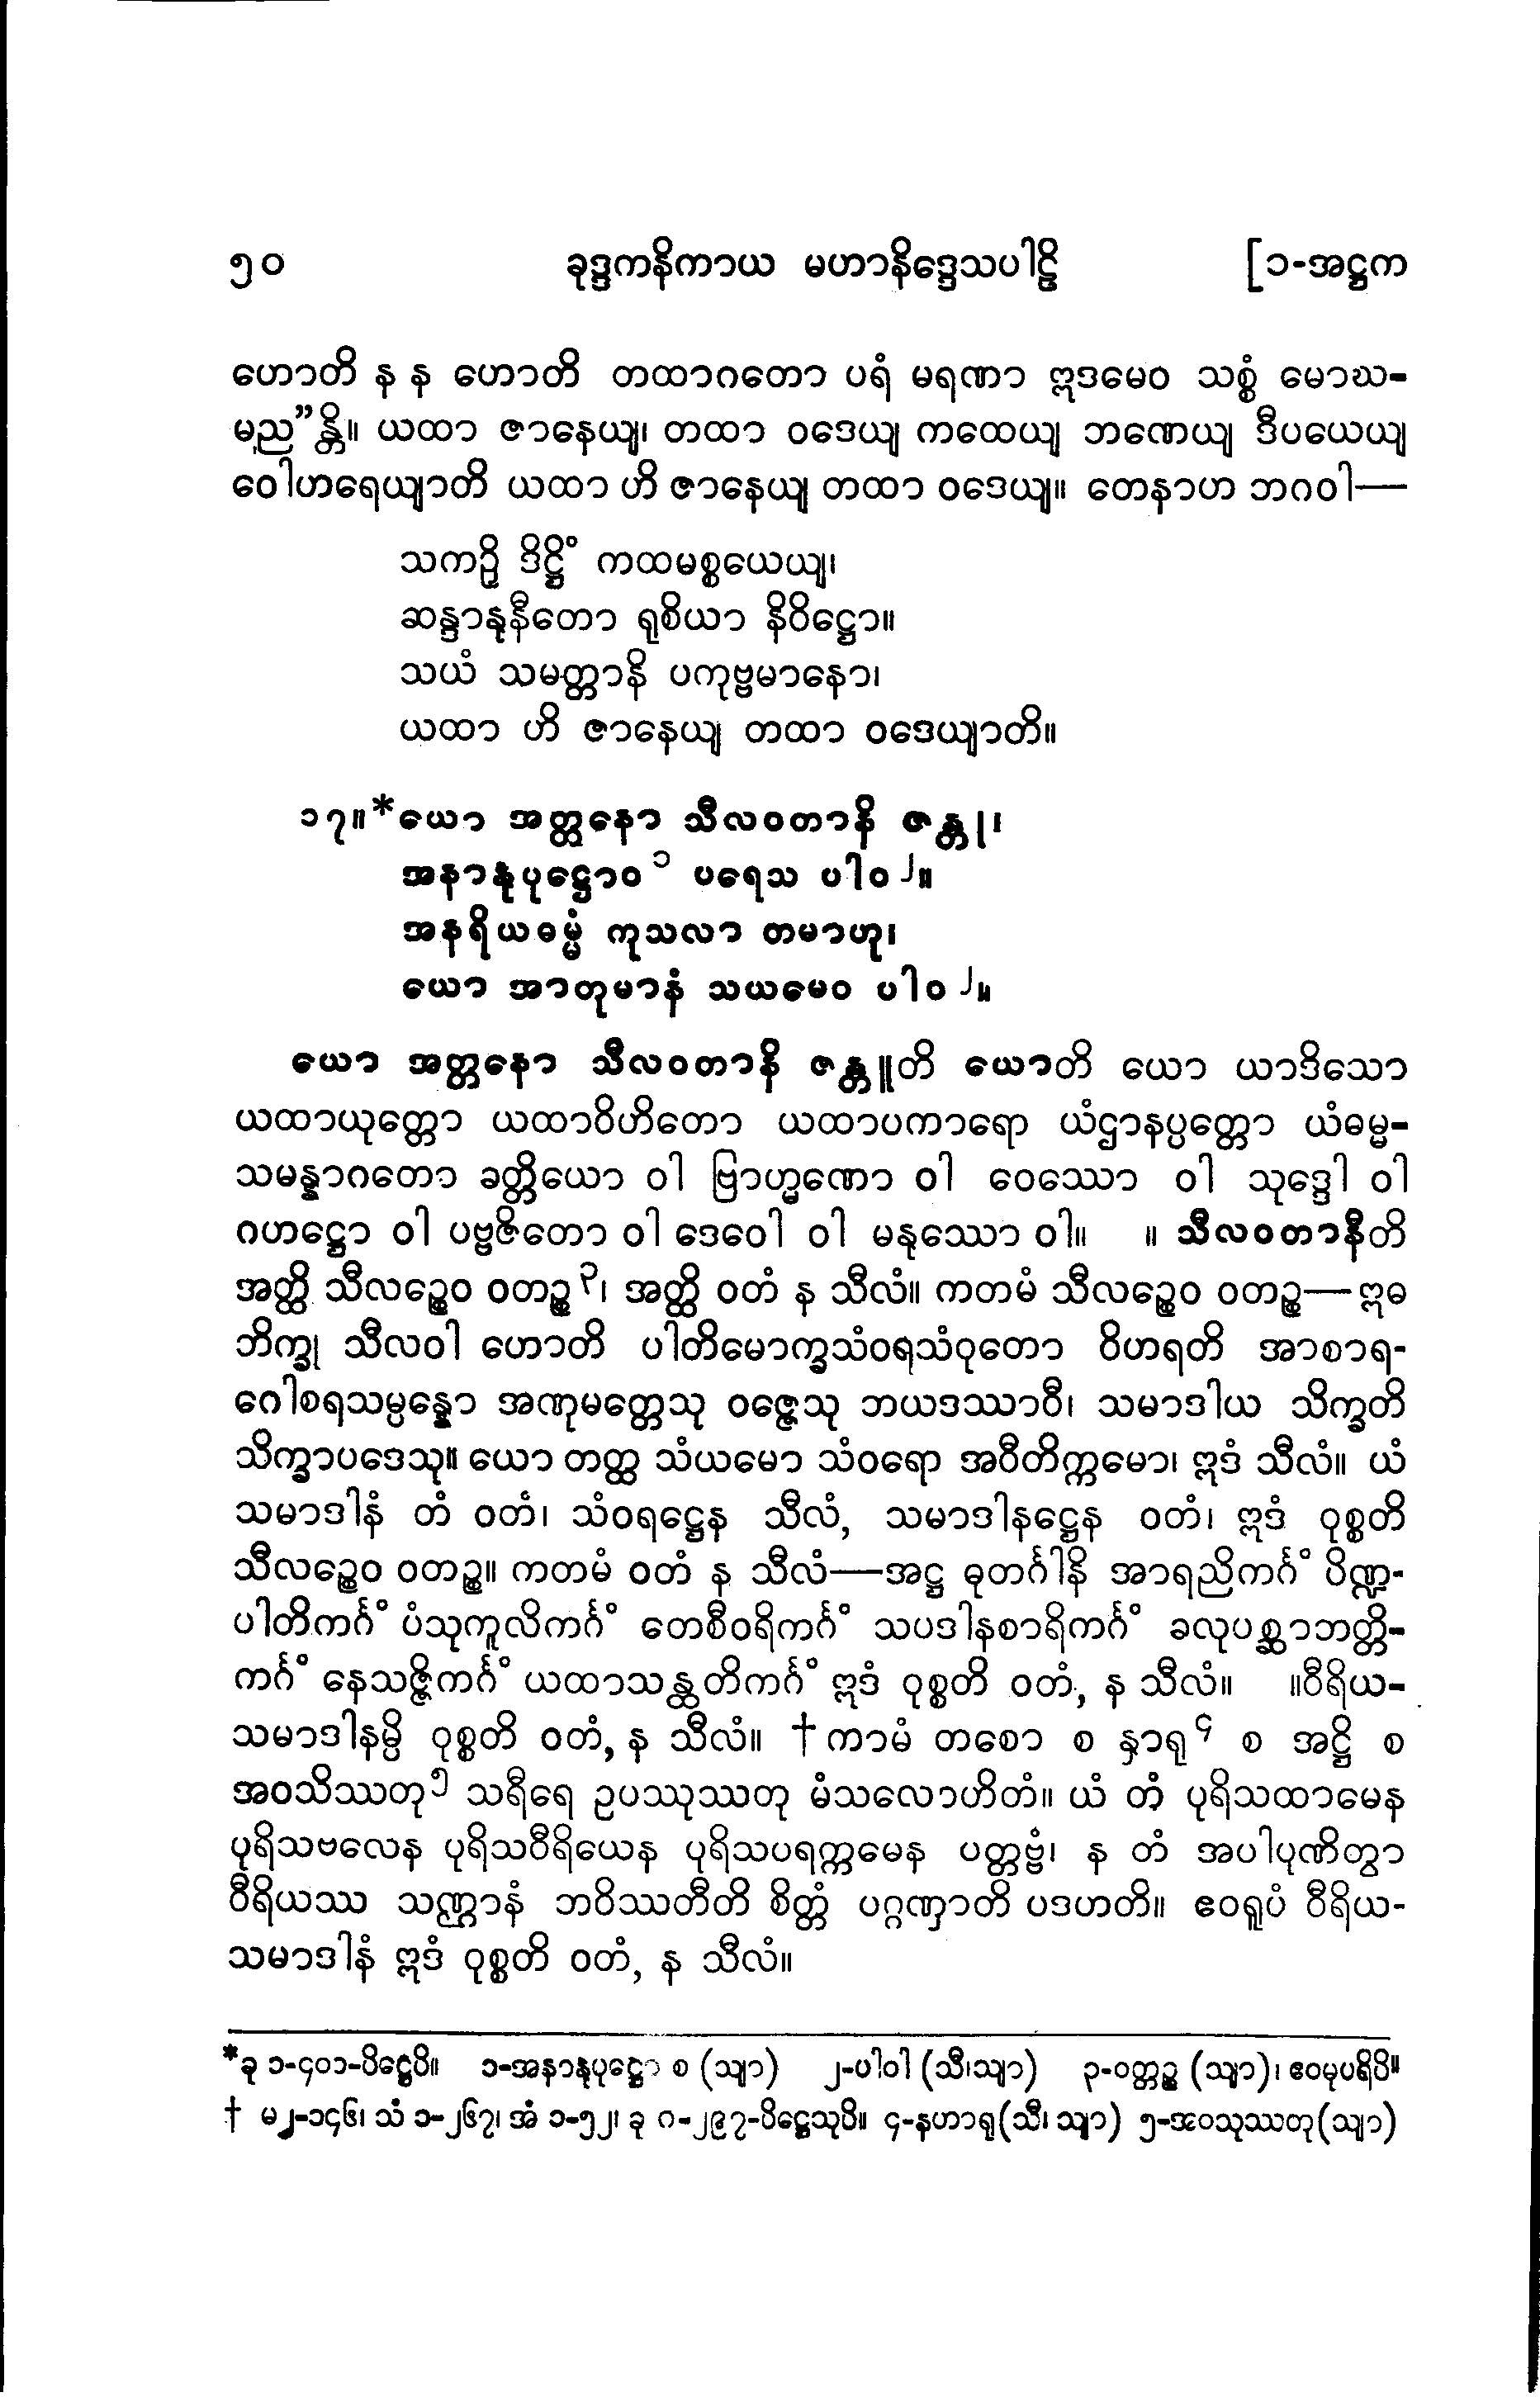 ၅၀ ခုဒ္ဒကနိကာယ မဟာနိဒ္ဒေသပါဠိ [၁-အဋ္ဌက
ဟောတိ န န ဟောတိ တထာဂတော ပရံ မရဏာ ဣဒမေဝ သစ္စံ မောဃ-
မည”န္တိ။ ယထာ ဇာနေယျ၊ တထာ ဝဒေယျ ကထေယျ ဘဏေယျ ဒီပယေယျ
ဝေါဟရေယျာတိ ယထာ ဟိ ဇာနေယျ တထာ ဝဒေယျ။ တေနာဟ ဘဂဝါ—
သကဉှိ ဒိဋ္ဌိံ ကထမစ္စယေယျ၊
ဆန္ဒာနုနီတော ရုစိယာ နိဝိဋ္ဌော။
သယံ သမတ္တာနိ ပကုဗ္ဗမာနော၊
ယထာ ဟိ ဇာနေယျ တထာ ဝဒေယျာတိ။
၁၇။*ယော အတ္တနော သီလဝတာနိ ဇန္တု၊
အနာနုပုဋ္ဌောဝ ၁ ပရေသ ပါဝ ၂။
အနရိယဓမ္မံ ကုသလာ တမာဟု၊
ယော အာတုမာနံ သယမေဝ ပါဝ ၂။
ယော အတ္တနော သီလဝတာနိ ဇန္တူတိ ယောတိ ယော ယာဒိသော
ယထာယုတ္တော ယထာဝိဟိတော ယထာပကာရော ယံဌာနပ္ပတ္တော ယံဓမ္မ-
သမန္နာဂတော ခတ္တိယော ဝါ ဗြာဟ္မဏော ဝါ ဝေဿော ဝါ သုဒ္ဒေါ ဝါ
ဂဟဋ္ဌော ဝါ ပဗ္ဗဇိတော ဝါ ဒေဝေါ ဝါ မနုဿော ဝါ။ ။ သီလဝတာနီတိ
အတ္ထိ သီလဉ္စေဝ ဝတဉ္စ ၃၊ အတ္ထိ ဝတံ န သီလံ။ ကတမံ သီလဉ္စေဝ ဝတဉ္စ—ဣဓ
ဘိက္ခု သီလဝါ ဟောတိ ပါတိမောက္ခသံဝရသံဝုတော ဝိဟရတိ အာစာရ-
ဂေါစရသမ္ပန္နော အဏုမတ္တေသု ဝဇ္ဇေသု ဘယဒဿာဝီ၊ သမာဒါယ သိက္ခတိ
သိက္ခာပဒေသု။ ယော တတ္ထ သံယမော သံဝရော အဝီတိက္ကမော၊ ဣဒံ သီလံ။ ယံ
သမာဒါနံ တံ ဝတံ၊ သံဝရဋ္ဌေန သီလံ, သမာဒါနဋ္ဌေန ဝတံ၊ ဣဒံ ဝုစ္စတိ
သီလဉ္စေဝ ဝတဉ္စ။ ကတမံ ဝတံ န သီလံ—အဋ္ဌ ဓုတင်္ဂါနိ အာရညိကင်္ဂံ ပိဏ္ဍ-
ပါတိကင်္ဂံ ပံသုကူလိကင်္ဂံ တေစီဝရိကင်္ဂံ သပဒါနစာရိကင်္ဂံ ခလုပစ္ဆာဘတ္တိ-
ကင်္ဂံ နေသဇ္ဇိကင်္ဂံ ယထာသန္ထတိကင်္ဂံ ဣဒံ ဝုစ္စတိ ဝတံ, န သီလံ။ ။ဝီရိယ-
သမာဒါနမ္ပိ ဝုစ္စတိ ဝတံ, န သီလံ။ †ကာမံ တစော စ နှာရု ၄ စ အဋ္ဌိ စ
အဝသိဿတု ၅ သရီရေ ဥပဿုဿတု မံသလောဟိတံ။ ယံ တံ ပုရိသထာမေန
ပုရိသဗလေန ပုရိသဝီရိယေန ပုရိသပရက္ကမေန ပတ္တဗ္ဗံ၊ န တံ အပါပုဏိတွာ
ဝီရိယဿ သဏ္ဌာနံ ဘဝိဿတီတိ စိတ္တံ ပဂ္ဂဏှာတိ ပဒဟတိ။ ဧဝရူပံ ဝီရိယ-
သမာဒါနံ ဣဒံ ဝုစ္စတိ ဝတံ, န သီလံ။
*ခု ၁-၄၀၁-ပိဋ္ဌေပိ။ ၁-အနာနုပုဋ္ဌော စ (သျာ) ၂-ပါဝါ (သီ၊သျာ) ၃-ဝတ္တဉ္စ (သျာ)၊ ဧဝမုပရိပိ။
† မ၂-၁၄၆၊ သံ ၁-၂၆၇၊ အံ ၁-၅၂၊ ခု ဂ-၂၉၇-ပိဋ္ဌေသုပိ။ ၄-နဟာရု(သီ၊ သျာ) ၅-အဝသုဿတု(သျာ)